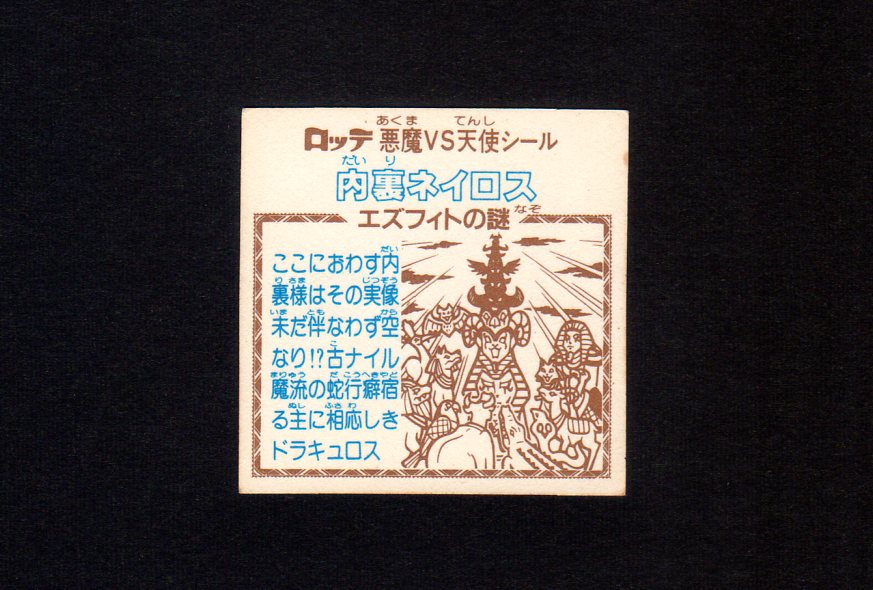 ロッテ 悪魔VS天使シール
内裏ネイロス
エズフィトの謎
ここにおわす内
裏様はその実像
未だ伴なわず空
なり!?古ナイル
魔流の蛇行癖宿
る主に相応しき
ドラキュロス